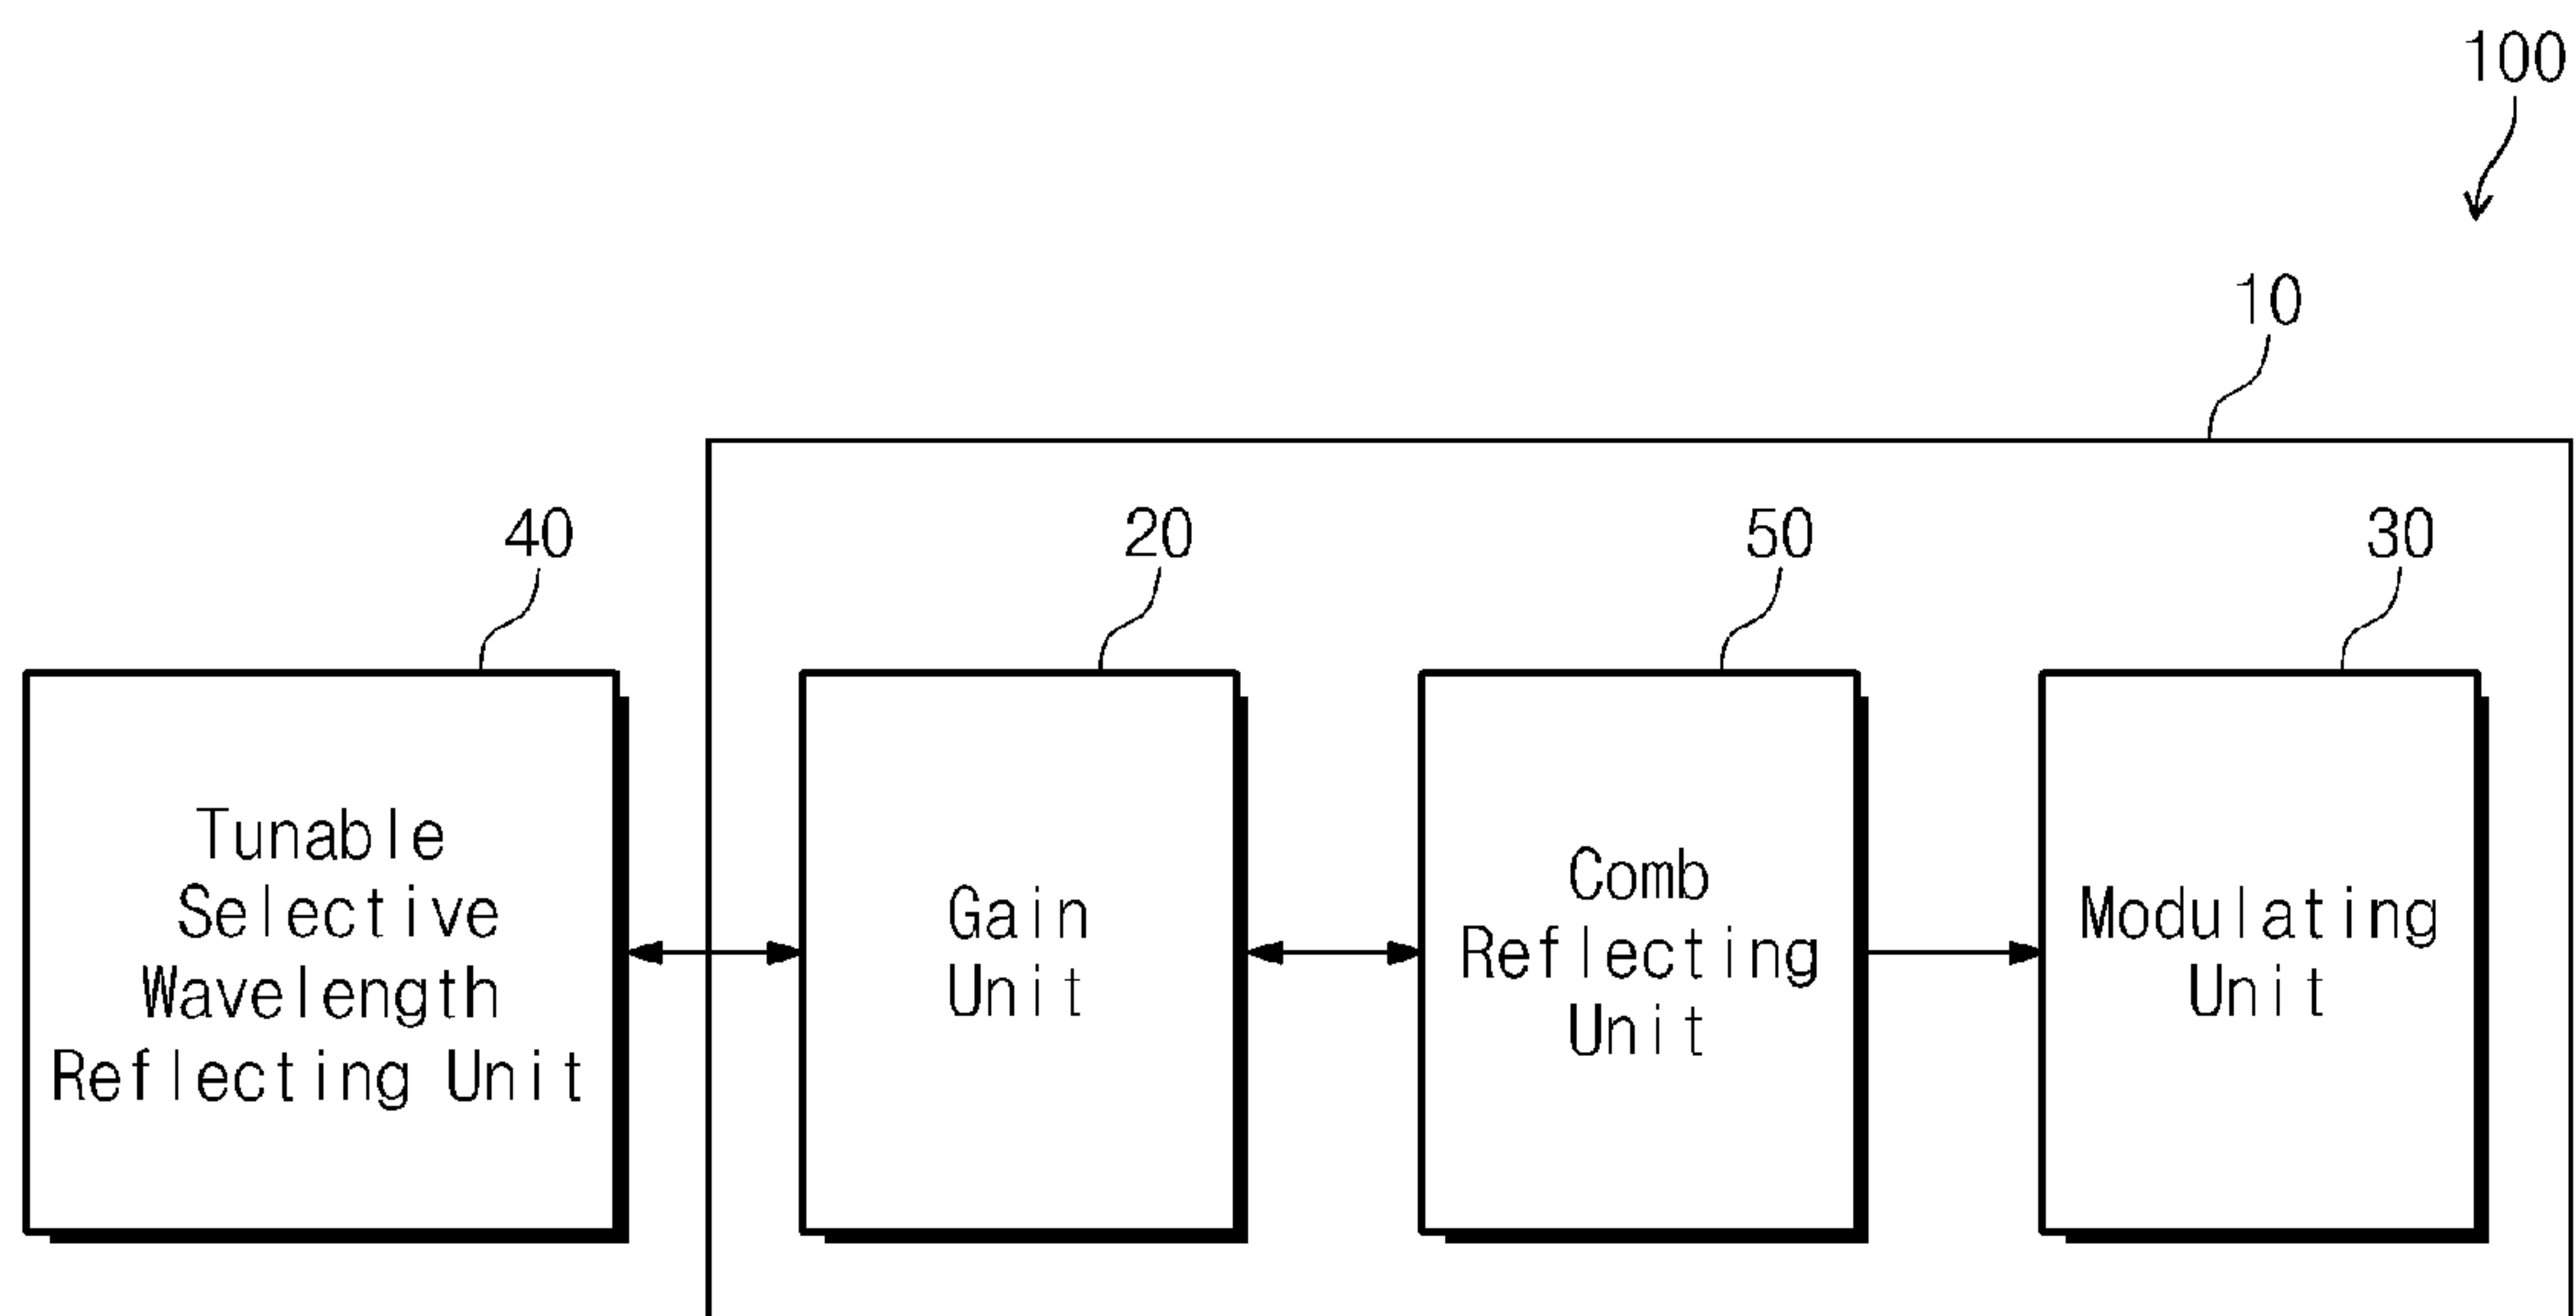 100
10
40
20
50
30
Tunable
Selective
Wavelength
Reflecting Unit
Gain
Unit
Comb
Reflecting
Unit
Modulating
Unit